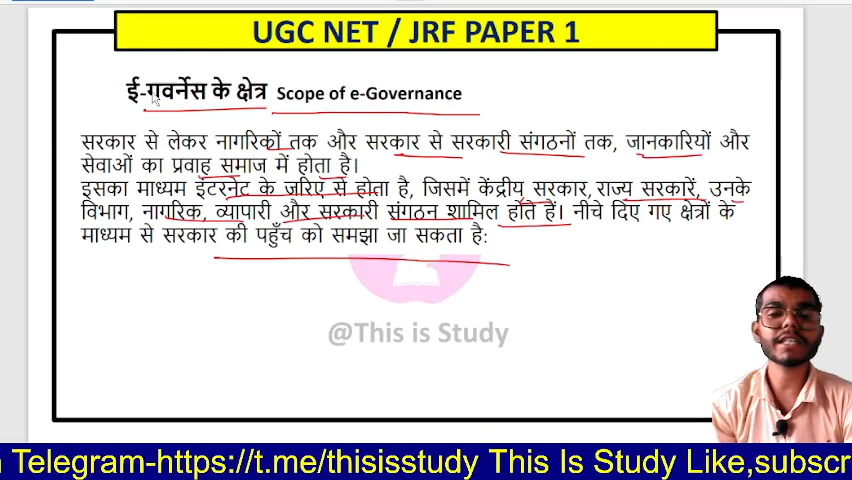 UGC NET / JRF PAPER 1
ई-गवर्नेस के क्षेत्र Scope of e-Governance
सरकार से लेकर नागरिकों तक और सरकार से सरकारी संगठनों तक, जानकारियों और
सेवाओं का प्रवाह समाज में होता है।
इसका माध्यम इंटरनेट के जरिए से होता है, जिसमें केंद्रीय सरकार, राज्य सरकारें, उनके
विभाग, नागरिक, व्यापारी और सरकारी संगठन शामिल होते हैं। नीचे दिए गए क्षेत्रों के
माध्यम से सरकार की पहुँच को समझा जा सकता है:
@This is Study
Telegram-https://t.me/thisisstudy This Is Study Like,subscr